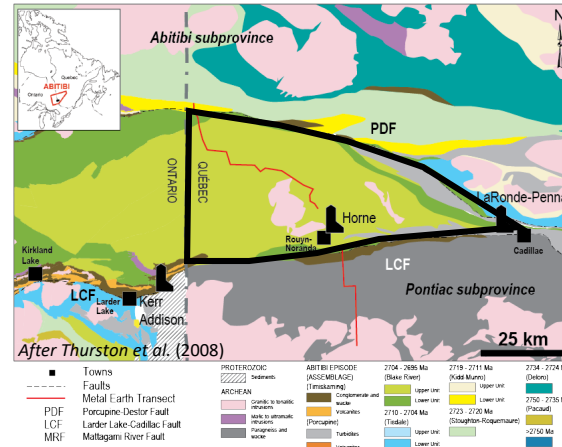 Abitibi subprovince
N
Quebec
Ontario
ABITIBI
PDF
ONTARIO
QUÉBEC
LaRonde-Penna
Horne
Rouyn-
Noranda
Cadillac
Kirkland
Lake
LCF
LCF
Larder
Lake
Kerr
Addison
Pontiac subprovince
25 km
After Thurston et al. (2008)
Towns
Faults
Metal Earth Transect
PDF Porcupine-Destor Fault
LCF Larder Lake-Cadillac Fault
MRF Mattagami River Fault
PROTEROZOIC
Sediments
ARCHEAN
Granitic to tonalitic
intrusions
Mafic to ultramafic
intrusions
Paragneiss and
wacke
ABITIBI EPISODE
(ASSEMBLAGE)
(Timiskaming)
Conglomerate and
wacke
Volcanics
(Porcupine)
Turbidites
2704 - 2695 Ma
(Blake River)
Upper Unit
Lower Unit
2710 - 2704 Ma
(Tisdale)
Upper Unit
Lower Unit
2719 - 2711 Ma
(Kidd Munro)
Upper Unit
Lower Unit
2723 - 2720 Ma
(Stoughton-Roquemaure)
2734 - 2724 M
(Deloro)
2750 - 2735 M
(Pacaud)
>2750 Ma